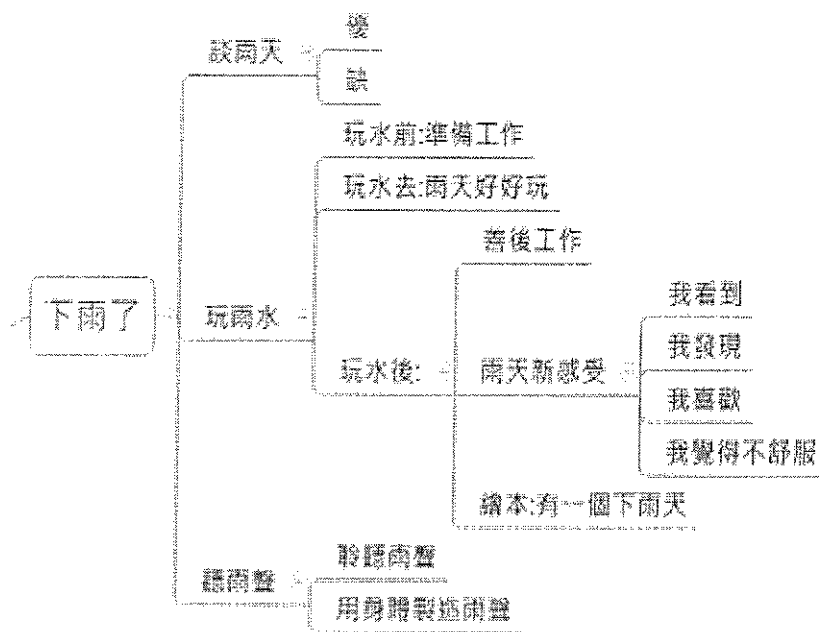 下雨了
談雨天
優
缺
玩雨水
玩水前:準備工作
玩水去:雨天好好玩
玩水後:
善後工作
雨天新感受
我看到
我發現
我喜歡
我覺得不舒服
繪本:有一個下雨天
聽雨聲
聆聽雨聲
用身體製造雨聲